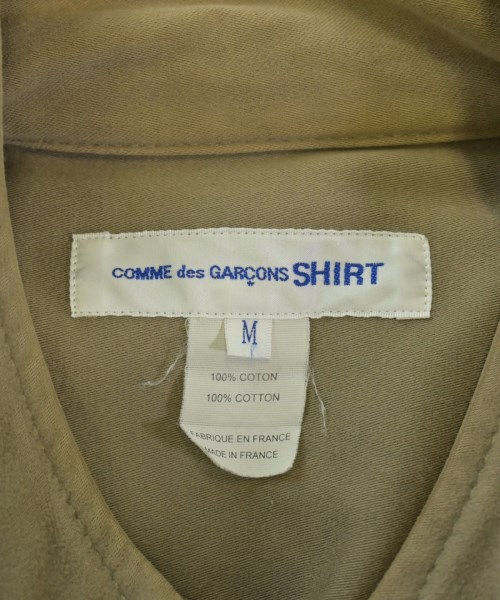 COMME des GARÇONS SHIRT
M
100% COTON
100% COTTON
FABRIQUE EN FRANCE
MADE IN FRANCE